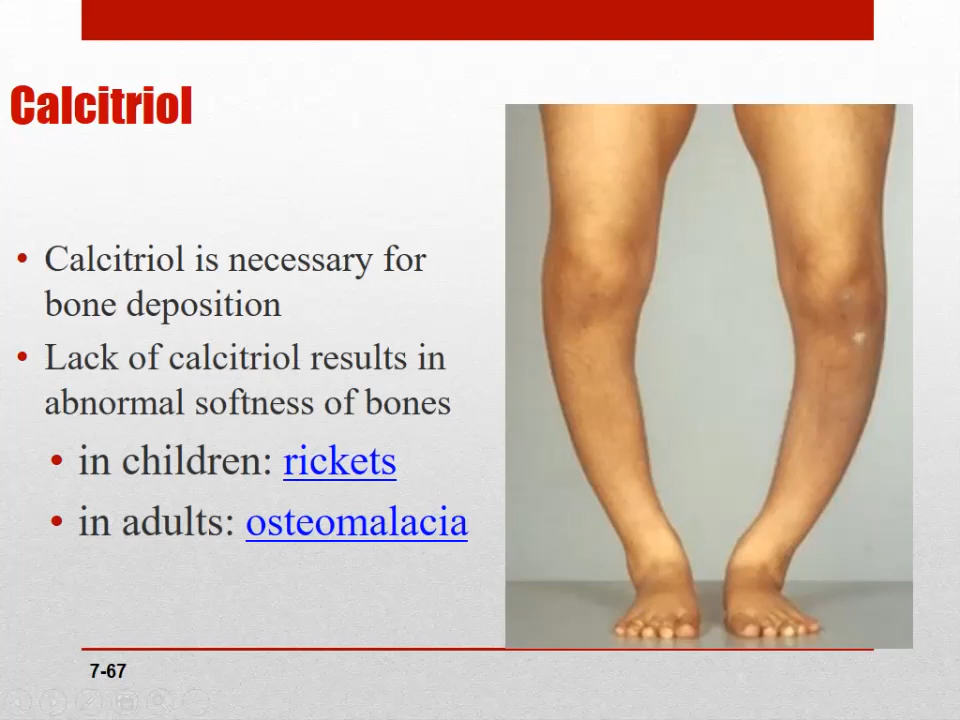 Calcitriol
• Calcitriol is necessary for
bone deposition
• Lack of calcitriol results in
abnormal softness of bones
• in children: rickets
• in adults: osteomalacia
7-67